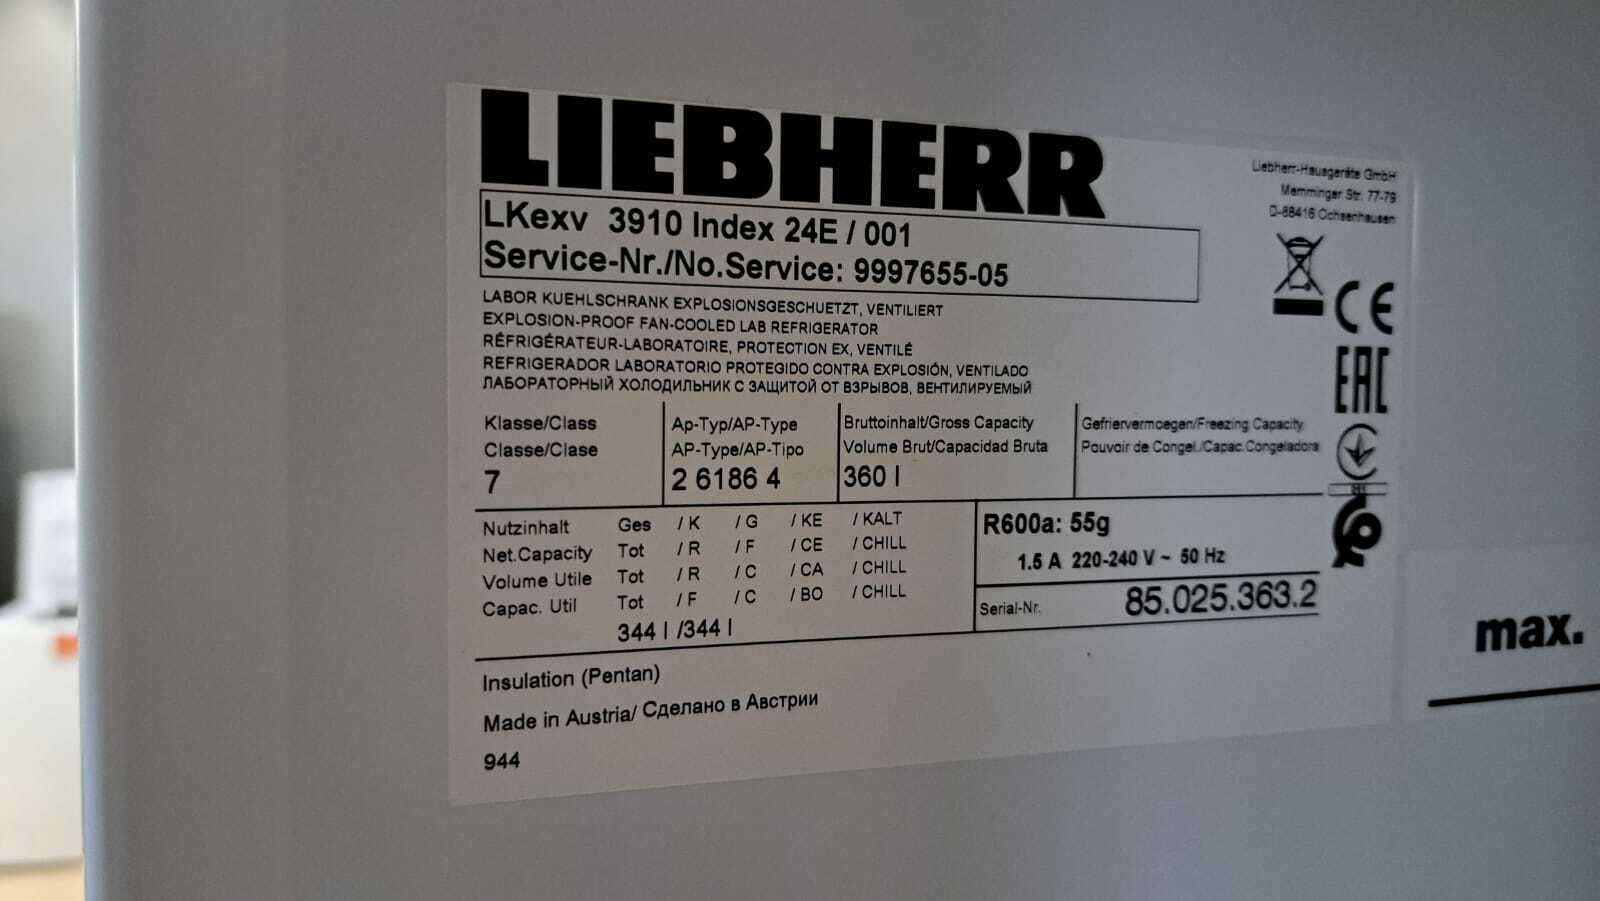 LIEBHERR
Liebherr-Hausgeräte GmbH
Memminger Str. 77-79
D-88416 Ochsenhausen
LKexv 3910 Index 24E / 001
Service-Nr./No.Service: 9997655-05
LABOR KUEHLSCHRANK EXPLOSIONSGESCHUETZT, VENTILIERT
EXPLOSION-PROOF FAN-COOLED LAB REFRIGERATOR
RÉFRIGÉRATEUR-LABORATOIRE, PROTECTION EX, VENTILÉ
REFRIGERADOR LABORATORIO PROTEGIDO CONTRA EXPLOSIÓN, VENTILADO
ЛАБОРАТОРНЫЙ ХОЛОДИЛЬНИК С ЗАЩИТОЙ ОТ ВЗРЫВОВ, ВЕНТИЛИРУЕМЫЙ
CE
EAC
Klasse/Class
Classe/Clase
7
Ap-Typ/AP-Type
AP-Type/AP-Tipo
2 6186 4
Bruttoinhalt/Gross Capacity
Volume Brut/Capacidad Bruta
360 l
Gefriervermoegen/Freezing Capacity
Pouvoir de Congel./Capac.Congeladora
Nutzinhalt Ges / K / G / KE / KALT
Net.Capacity Tot / R / F / CE / CHILL
Volume Utile Tot / R / C / CA / CHILL
Capac. Util Tot / F / C / BO / CHILL
344 l /344 l
R600a: 55g
1.5 A 220-240 V ~ 50 Hz
Serial-Nr. 85.025.363.2
Insulation (Pentan)
Made in Austria/ Сделано в Австрии
944
max.